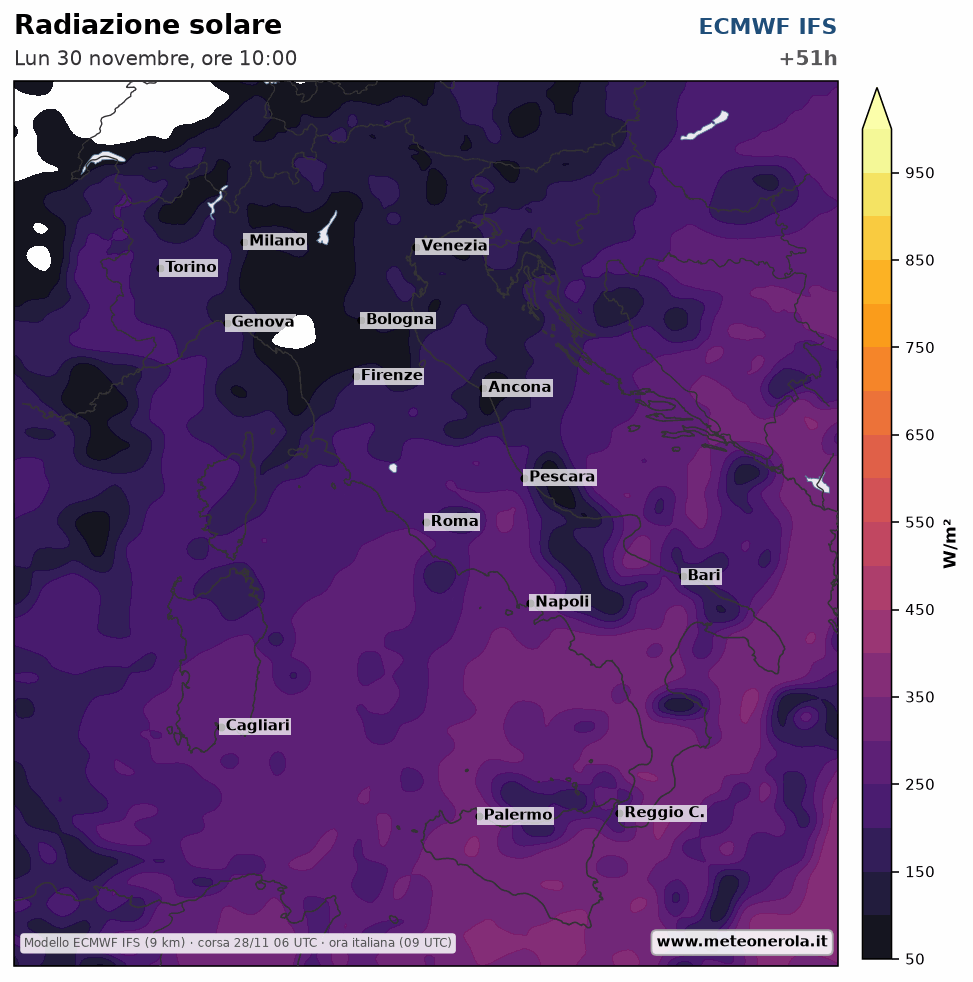 Radiazione solare
ECMWF IFS
Lun 30 novembre, ore 10:00
+51h
Milano
Venezia
Torino
Genova
Bologna
Firenze
Ancona
Pescara
Roma
Bari
Napoli
Cagliari
Palermo
Reggio C.
950
850
750
650
550
450
350
250
150
50
W/m²
Modello ECMWF IFS (9 km) · corsa 28/11 06 UTC · ora italiana (09 UTC)
www.meteonerola.it